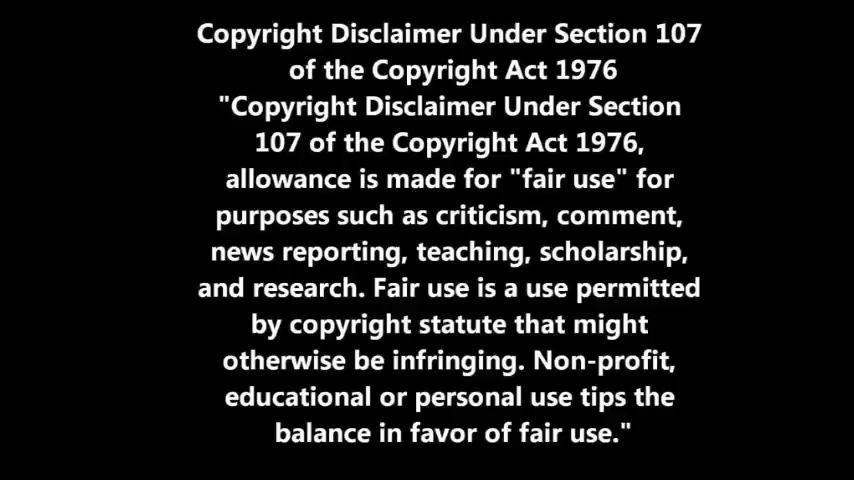 Copyright Disclaimer Under Section 107
of the Copyright Act 1976
"Copyright Disclaimer Under Section
107 of the Copyright Act 1976,
allowance is made for "fair use" for
purposes such as criticism, comment,
news reporting, teaching, scholarship,
and research. Fair use is a use permitted
by copyright statute that might
otherwise be infringing. Non-profit,
educational or personal use tips the
balance in favor of fair use."